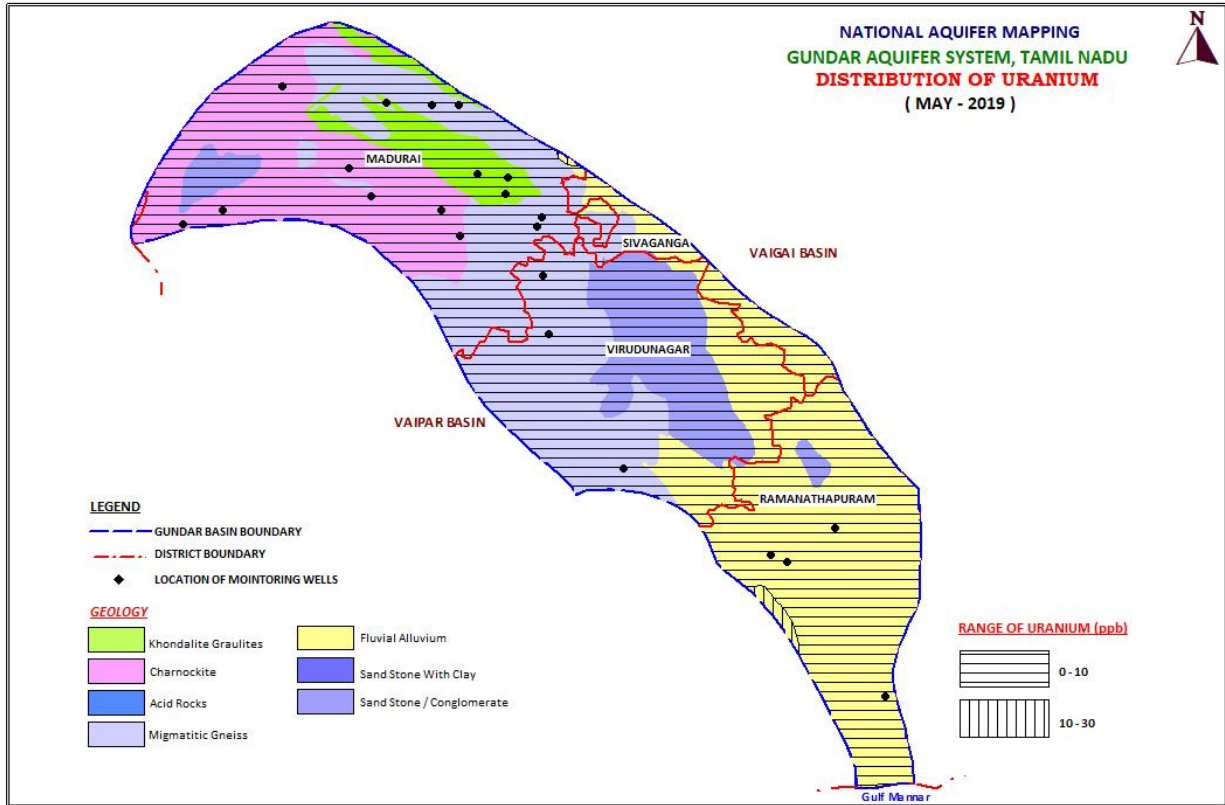 NATIONAL AQUIFER MAPPING
GUNDAR AQUIFER SYSTEM, TAMIL NADU
DISTRIBUTION OF URANIUM
( MAY - 2019 )
N
MADURAI
SIVAGANGA
VAIGAI BASIN
VIRUDUNAGAR
VAIPAR BASIN
RAMANATHAPURAM
LEGEND
GUNDAR BASIN BOUNDARY
DISTRICT BOUNDARY
LOCATION OF MOINTORING WELLS
GEOLOGY
Khondalite Graulites
Charnockite
Acid Rocks
Migmatitic Gneiss
Fluvial Alluvium
Sand Stone With Clay
Sand Stone / Conglomerate
RANGE OF URANIUM (ppb)
0 - 10
10 - 30
Gulf Mannar